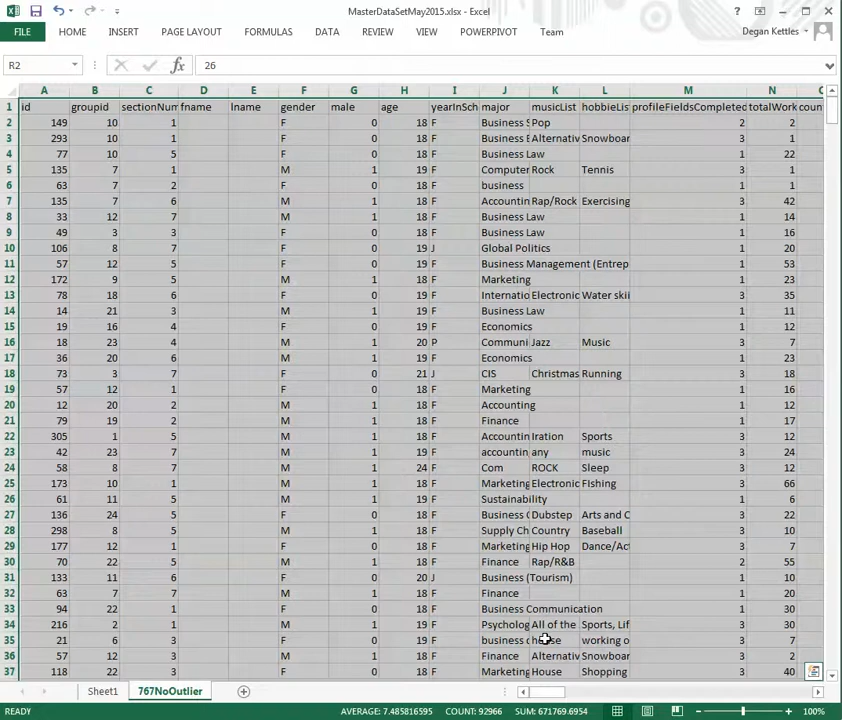 MasterDataSetMay2015.xlsx - Excel
FILE HOME INSERT PAGE LAYOUT FORMULAS DATA REVIEW VIEW POWERPIVOT Team Degan Kettles
R2 fx 26
A B C D E F G H I J K L M N
1 id groupid sectionNum fname lname gender male age yearInSch major musicList hobbieList profileFieldsCompleted totalWork coun
2 149 10 1 F 0 18 F Business S Pop 2 2
3 293 10 1 F 0 18 F Business E Alternativ Snowboar 3 1
4 77 10 5 F 0 18 F Business Law 1 22
5 135 7 1 M 1 19 F Computer Rock Tennis 3 1
6 63 7 2 F 0 18 F business 1 1
7 135 7 6 M 1 18 F Accountin Rap/Rock Exercising 3 42
8 33 12 7 M 1 18 F Business Law 1 14
9 49 3 3 F 0 18 F Business Law 1 16
10 106 8 7 F 0 19 J Global Politics 1 20
11 57 12 5 F 0 18 F Business Management (Entrep 1 53
12 172 9 5 M 1 18 F Marketing 1 23
13 78 18 6 F 0 18 F Internatio Electronic Water skii 3 35
14 14 21 3 M 1 18 F Business Law 1 11
15 19 16 4 F 0 19 F Economics 1 12
16 18 23 4 M 1 20 P Communi Jazz Music 3 7
17 36 20 6 M 1 19 F Economics 1 23
18 73 3 7 F 0 21 J CIS Christmas Running 3 18
19 57 12 1 F 0 18 F Marketing 1 16
20 12 20 2 M 1 18 F Accounting 1 12
21 79 19 2 M 1 18 F Finance 1 17
22 305 1 5 M 1 18 F Accountin Iration Sports 3 12
23 42 23 7 M 1 18 F accountin any music 3 24
24 58 8 7 M 1 24 F Com ROCK Sleep 3 12
25 173 10 1 M 1 18 F Marketing Electronic FIshing 3 66
26 61 11 5 M 1 19 F Sustainability 1 6
27 136 24 5 F 0 18 F Business C Dubstep Arts and C 3 22
28 298 8 5 M 1 18 F Supply Ch Country Baseball 3 10
29 177 12 1 F 0 18 F Marketing Hip Hop Dance/Act 3 7
30 70 22 5 M 1 18 F Finance Rap/R&B 2 55
31 133 11 6 F 0 20 J Business (Tourism) 1 10
32 63 7 7 M 1 18 F Finance 1 20
33 94 22 1 F 0 18 F Business Communication 1 30
34 216 2 1 M 1 19 F Psycholog All of the Sports, Lif 3 30
35 21 6 3 F 0 19 F business working o 3 7
36 57 12 3 M 1 18 F Finance Alternativ Snowboar 3 2
37 118 22 3 F 0 18 F Marketing House Shopping 3 40
Sheet1 767NoOutlier
READY AVERAGE: 7.485816595 COUNT: 92966 SUM: 671769.6954 100%